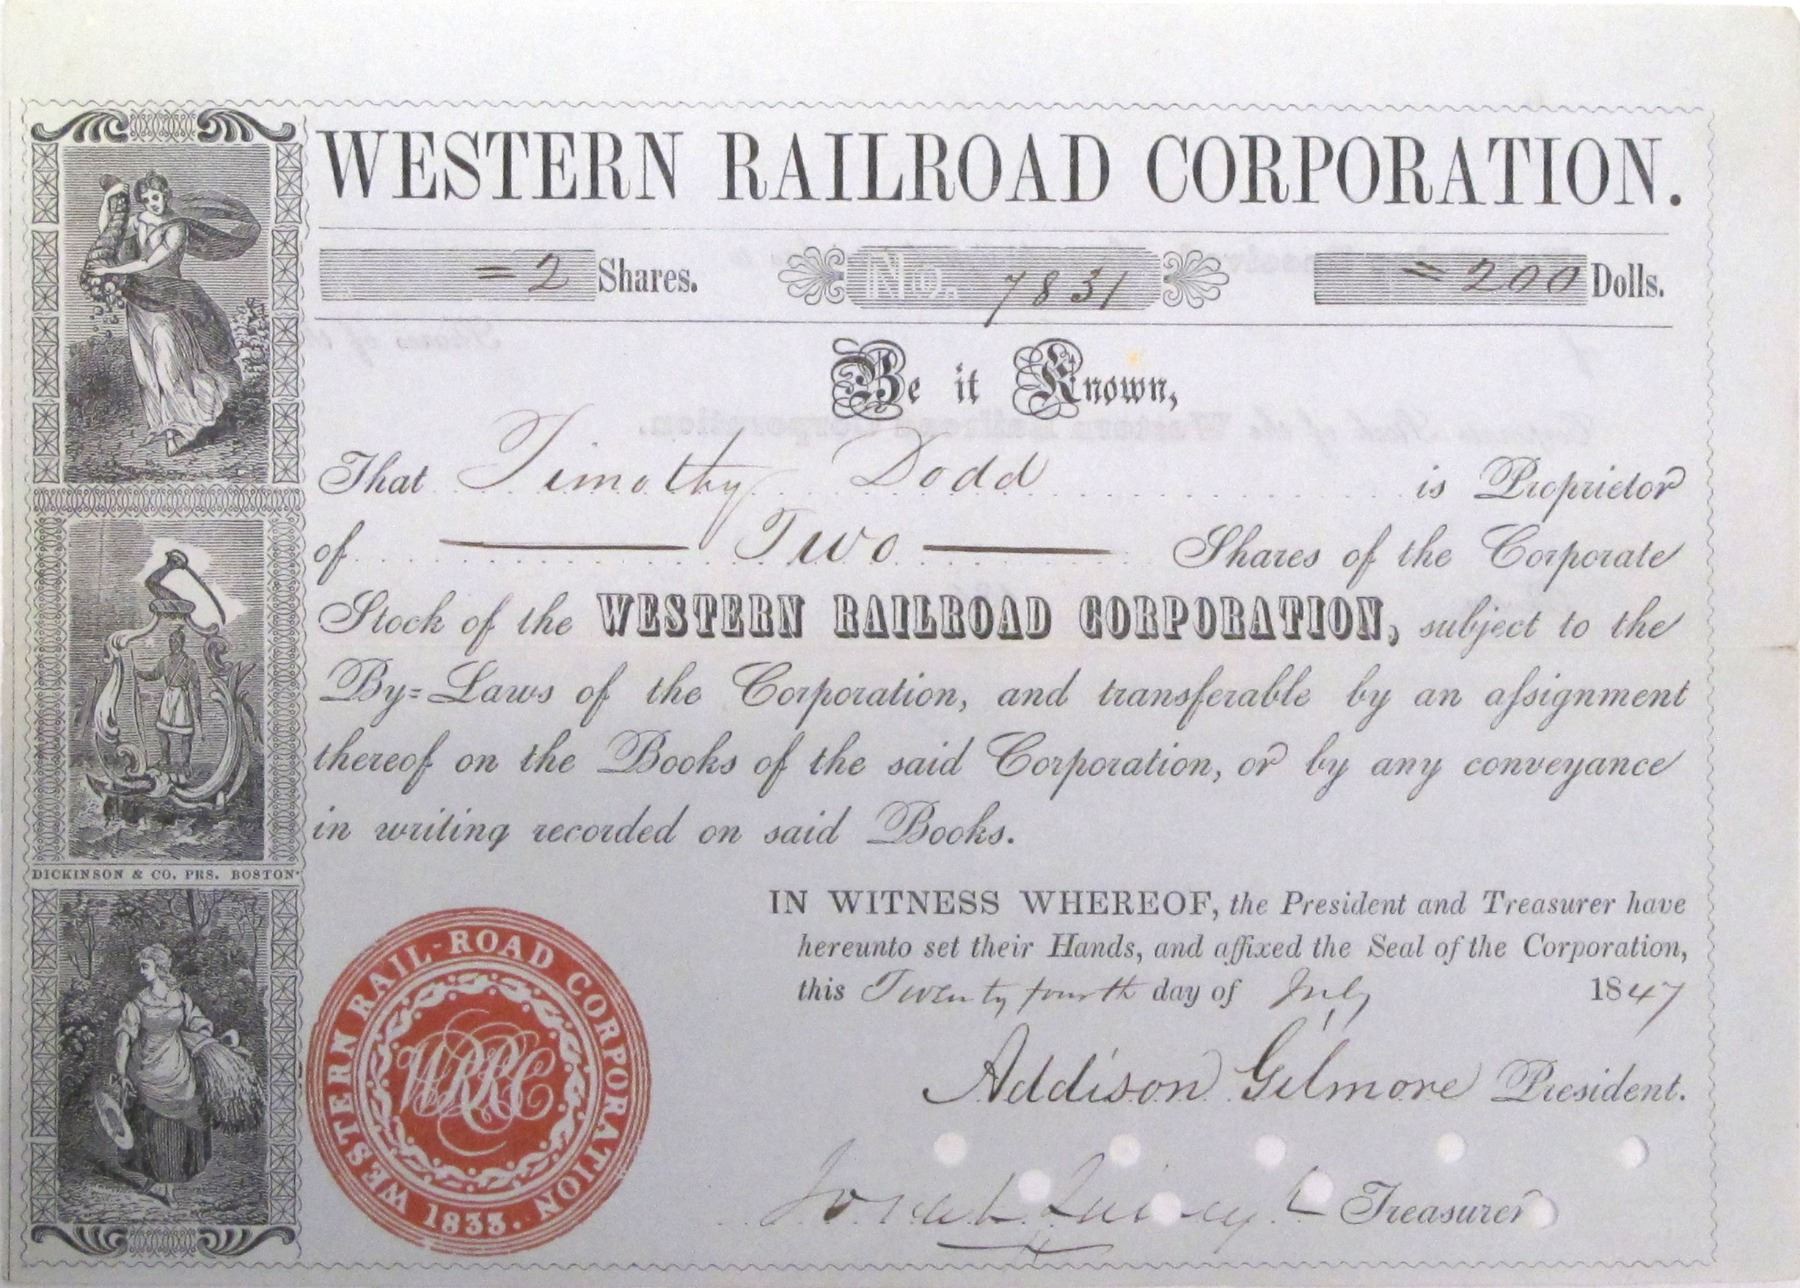 WESTERN RAILROAD CORPORATION.
= 2 Shares. No. 7831 = 200 Dolls.
Be it Known,
That Timothy Dodd is Proprietor
of Two Shares of the Corporate
Stock of the WESTERN RAILROAD CORPORATION, subject to the
By=Laws of the Corporation, and transferable by an aſsignment
thereof on the Books of the said Corporation, or by any conveyance
in writing recorded on said Books.
DICKINSON & CO. PRS. BOSTON
IN WITNESS WHEREOF, the President and Treasurer have
hereunto set their Hands, and affixed the Seal of the Corporation,
this Twenty fourth day of July 1847
Addison Gilmore President.
Josiah Quincy Jr Treasurer
WESTERN RAIL-ROAD CORPORATION
1833.
WRRC